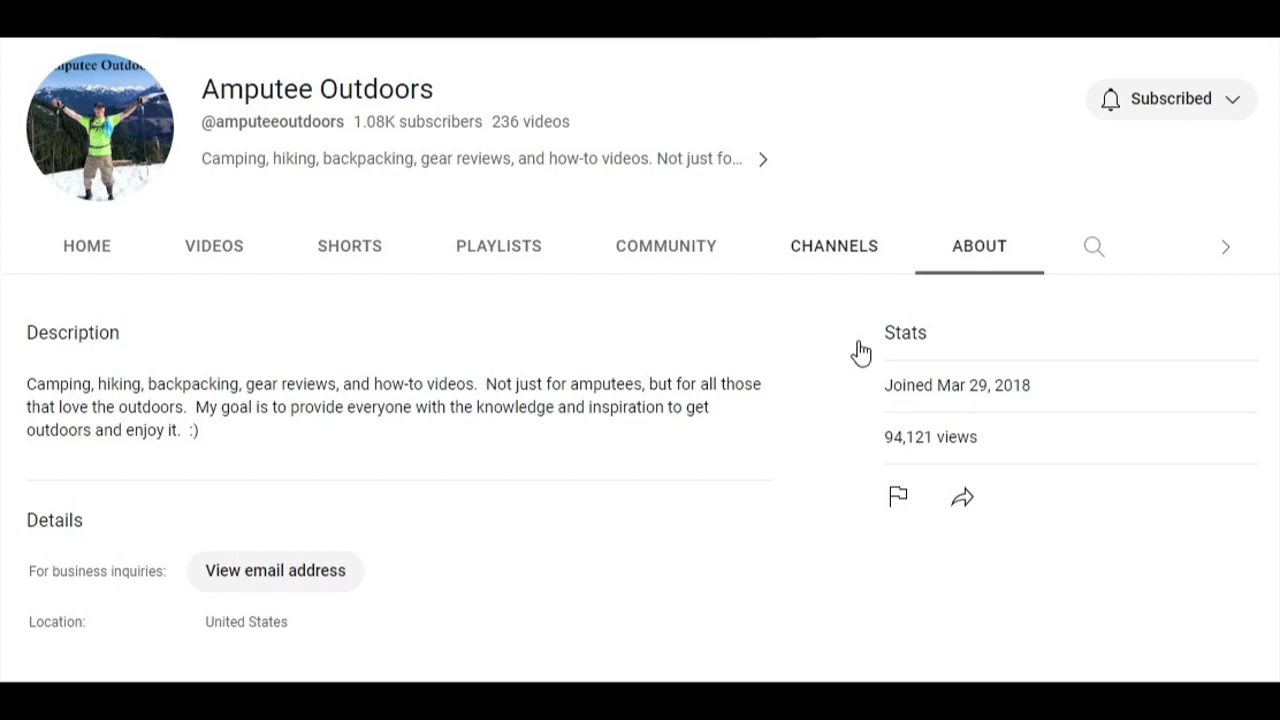 Amputee Outdoors
Amputee Outdoors
@amputeeoutdoors 1.08K subscribers 236 videos
Subscribed
Camping, hiking, backpacking, gear reviews, and how-to videos. Not just fo...
HOME VIDEOS SHORTS PLAYLISTS COMMUNITY CHANNELS ABOUT
Description
Camping, hiking, backpacking, gear reviews, and how-to videos.  Not just for amputees, but for all those
that love the outdoors.  My goal is to provide everyone with the knowledge and inspiration to get
outdoors and enjoy it.  :)
Details
For business inquiries: View email address
Location: United States
Stats
Joined Mar 29, 2018
94,121 views